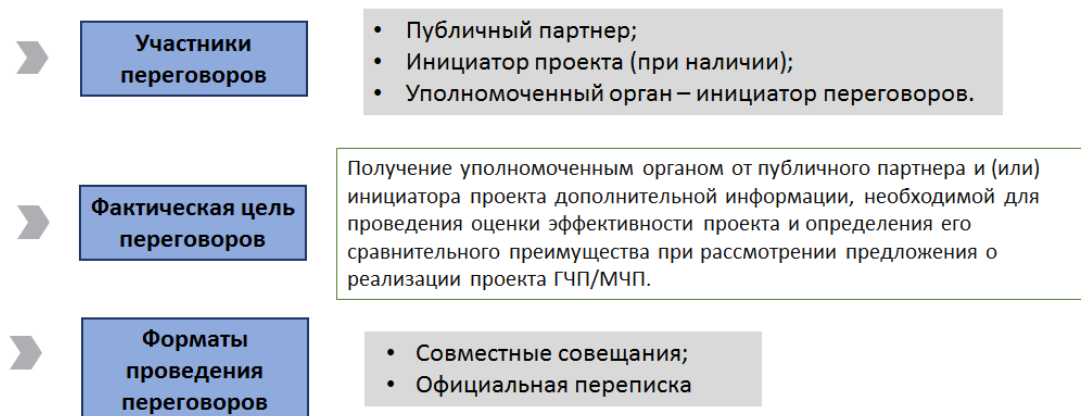 Участники
переговоров
• Публичный партнер;
• Инициатор проекта (при наличии);
• Уполномоченный орган – инициатор переговоров.
Фактическая цель
переговоров
Получение уполномоченным органом от публичного партнера и (или)
инициатора проекта дополнительной информации, необходимой для
проведения оценки эффективности проекта и определения его
сравнительного преимущества при рассмотрении предложения о
реализации проекта ГЧП/МЧП.
Форматы
проведения
переговоров
• Совместные совещания;
• Официальная переписка